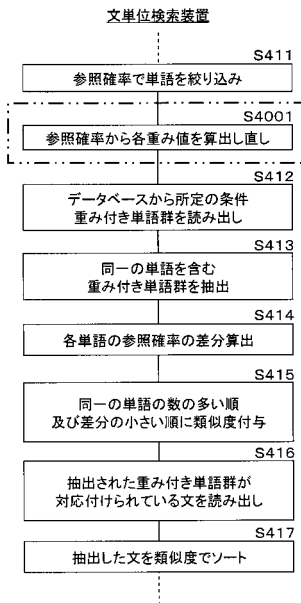 文単位検索装置
S411
参照確率で単語を絞り込み
S4001
参照確率から各重み値を算出し直し
S412
データベースから所定の条件
重み付き単語群を読み出し
S413
同一の単語を含む
重み付き単語群を抽出
S414
各単語の参照確率の差分算出
S415
同一の単語の数の多い順
及び差分の小さい順に類似度付与
S416
抽出された重み付き単語群が
対応付けられている文を読み出し
S417
抽出した文を類似度でソート